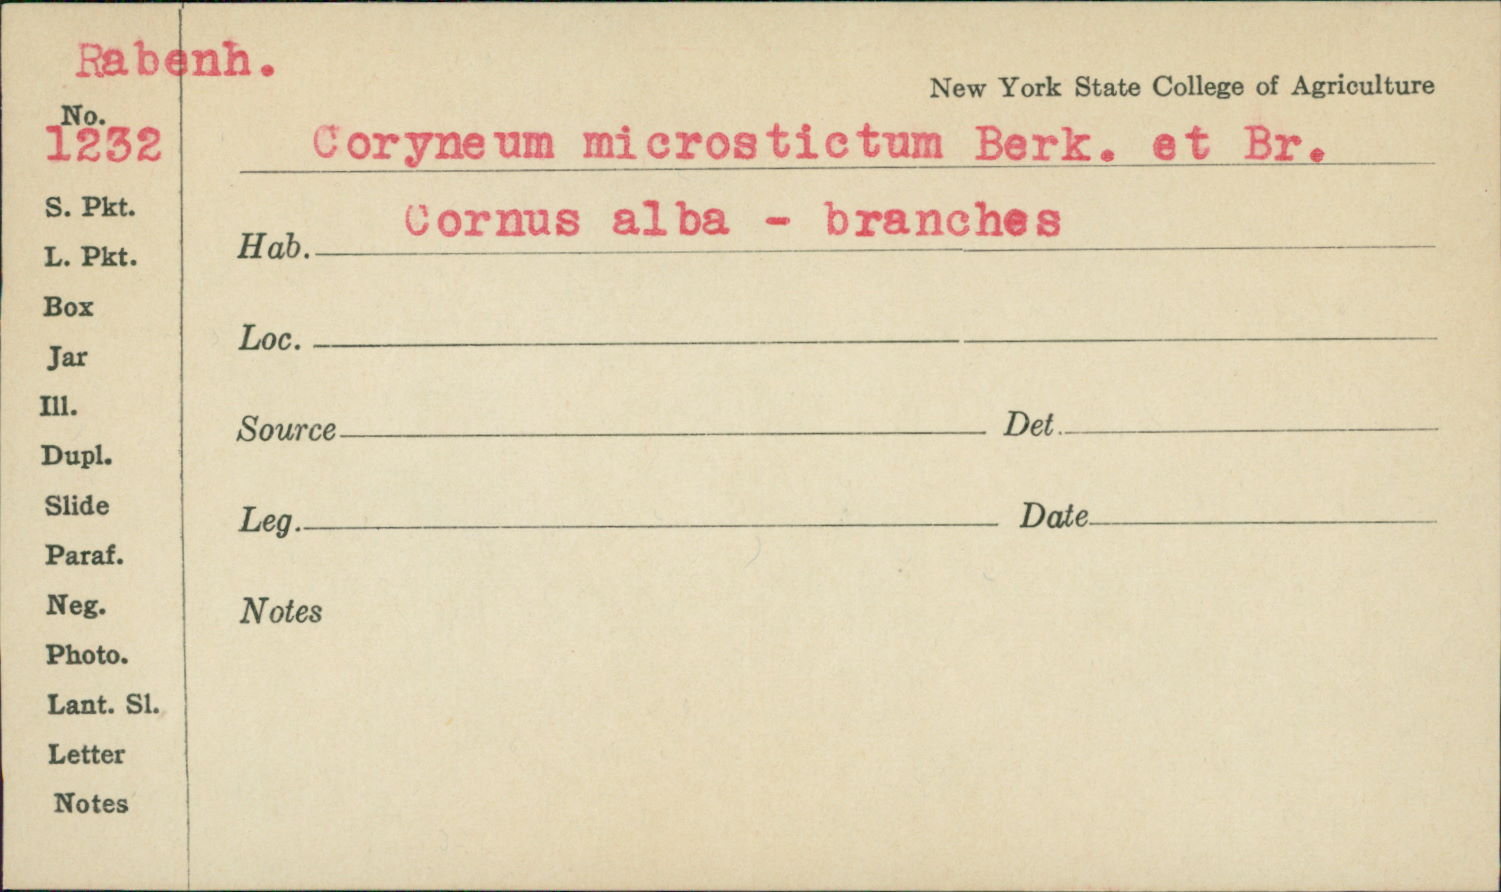 Rabenh.
New York State College of Agriculture
No.
1232
Coryneum microstictum Berk. et Br.
S. Pkt.
Hab. Cornus alba - branches
L. Pkt.
Box
Loc.
Jar
Ill.
Source Det.
Dupl.
Slide
Leg. Date
Paraf.
Neg.
Notes
Photo.
Lant. Sl.
Letter
Notes